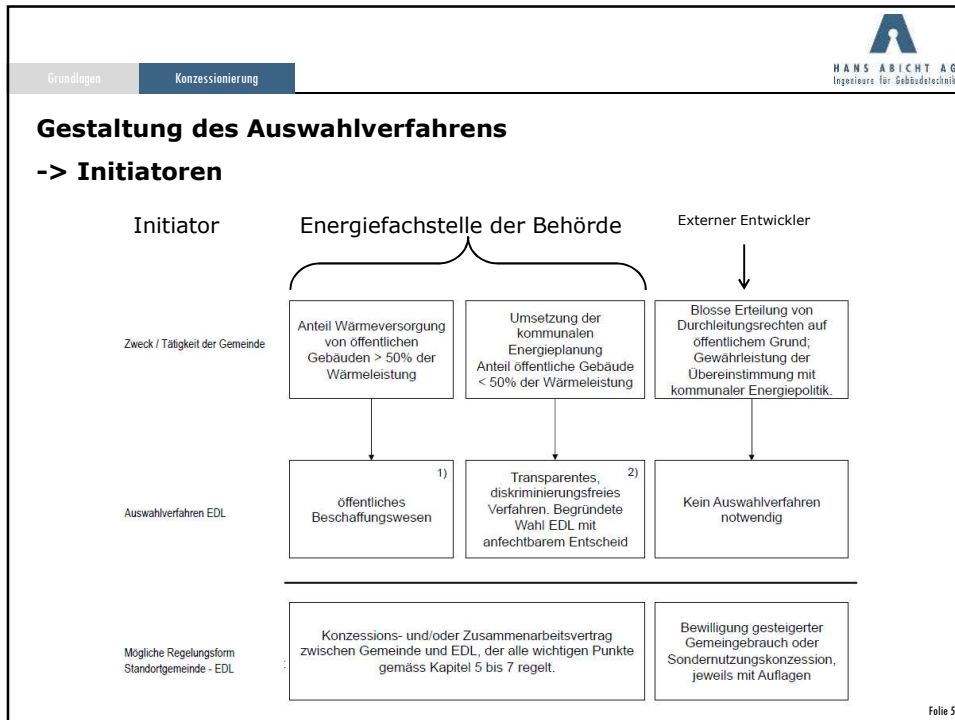 HANS ABICHT AG
Ingenieure für Gebäudetechnik
Grundlagen
Konzessionierung
Gestaltung des Auswahlverfahrens
-> Initiatoren
Initiator
Energiefachstelle der Behörde
Externer Entwickler
Zweck / Tätigkeit der Gemeinde
Anteil Wärmeversorgung
von öffentlichen
Gebäuden > 50% der
Wärmeleistung
Umsetzung der
kommunalen
Energieplanung
Anteil öffentliche Gebäude
< 50% der Wärmeleistung
Blosse Erteilung von
Durchleitungsrechten auf
öffentlichem Grund;
Gewährleistung der
Übereinstimmung mit
kommunaler Energiepolitik.
Auswahlverfahren EDL
1)
öffentliches
Beschaffungswesen
2)
Transparentes,
diskriminierungsfreies
Verfahren. Begründete
Wahl EDL mit
anfechtbarem Entscheid
Kein Auswahlverfahren
notwendig
Mögliche Regelungsform
Standortgemeinde - EDL
:
Konzessions- und/oder Zusammenarbeitsvertrag
zwischen Gemeinde und EDL, der alle wichtigen Punkte
gemäss Kapitel 5 bis 7 regelt.
Bewilligung gesteigerter
Gemeingebrauch oder
Sondernutzungskonzession,
jeweils mit Auflagen
Folie 5